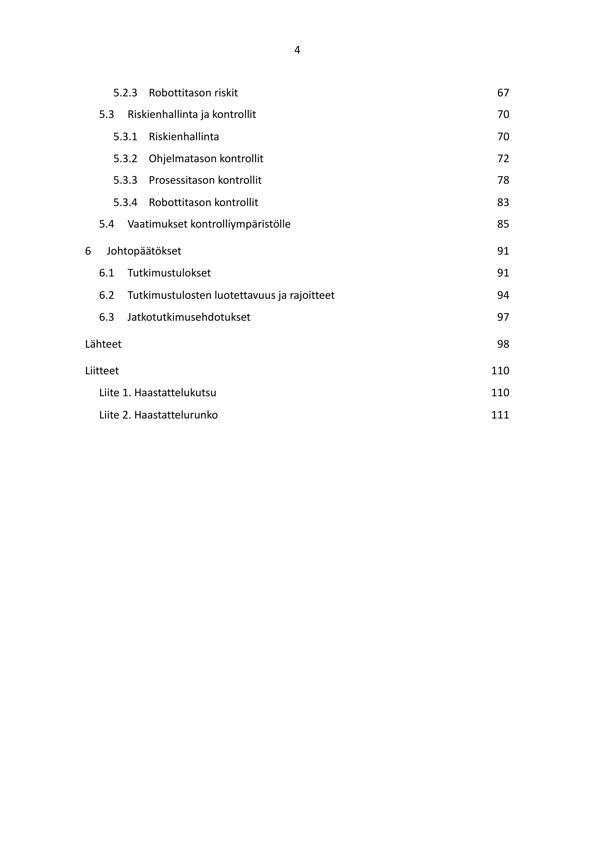 4
5.2.3 Robottitason riskit 67
5.3 Riskienhallinta ja kontrollit 70
5.3.1 Riskienhallinta 70
5.3.2 Ohjelmatason kontrollit 72
5.3.3 Prosessitason kontrollit 78
5.3.4 Robottitason kontrollit 83
5.4 Vaatimukset kontrolliympäristölle 85
6 Johtopäätökset 91
6.1 Tutkimustulokset 91
6.2 Tutkimustulosten luotettavuus ja rajoitteet 94
6.3 Jatkotutkimusehdotukset 97
Lähteet 98
Liitteet 110
Liite 1. Haastattelukutsu 110
Liite 2. Haastattelurunko 111